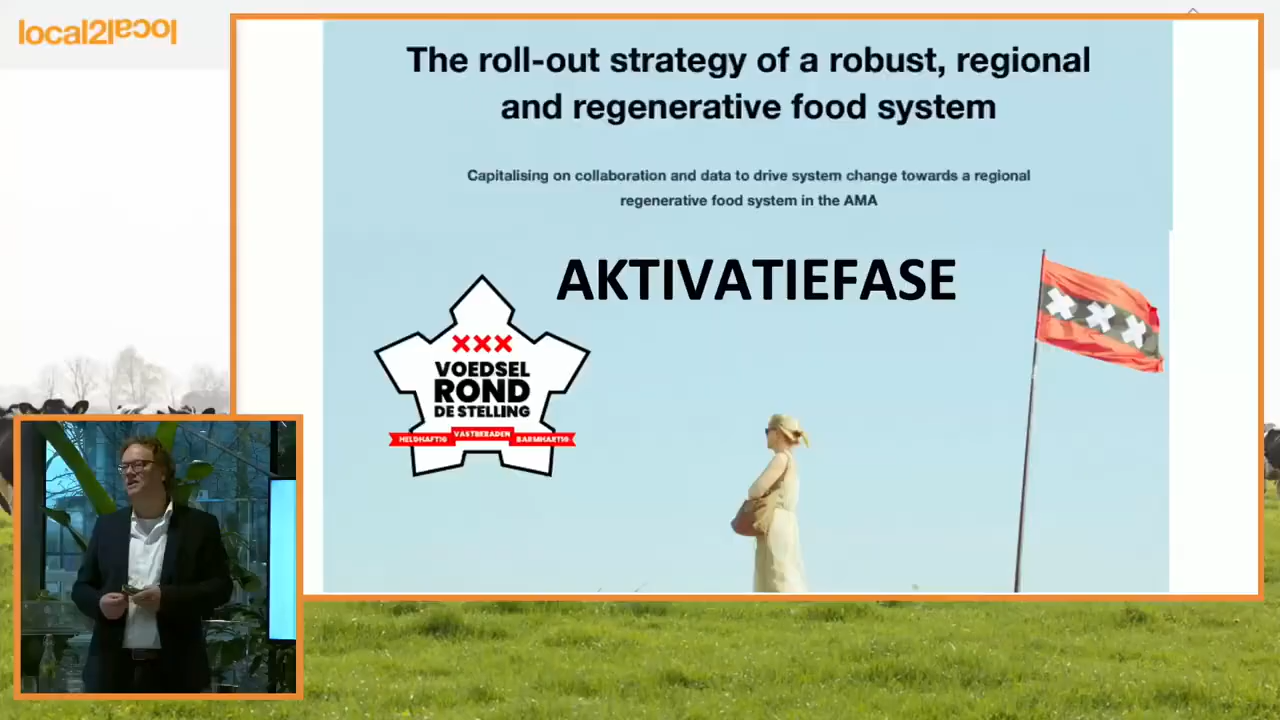 local2local
The roll-out strategy of a robust, regional
and regenerative food system
Capitalising on collaboration and data to drive system change towards a regional
regenerative food system in the AMA
AKTIVATIEFASE
XXX
VOEDSEL
ROND
DE STELLING
HELDHAFTIG VASTBERADEN BARMHARTIG